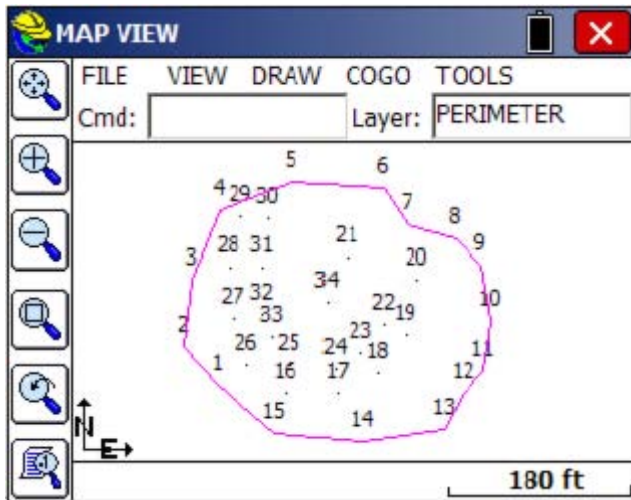 MAP VIEW
FILE VIEW DRAW COGO TOOLS
Cmd: Layer: PERIMETER
5 6
4 29 30 7
8
28 31 21 9
3 20
34
27 32 10
33 22 19
2 23
26 25 24 18 11
1 16 17 12
15 14 13
N
E
180 ft